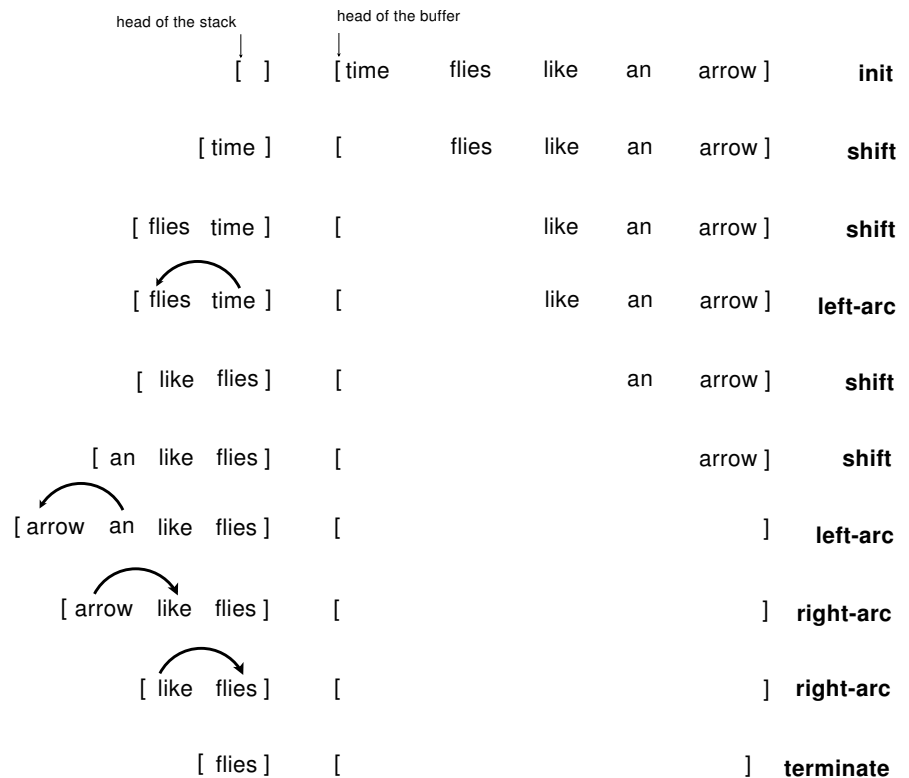 head of the stack head of the buffer
[ ] [ time flies like an arrow ] init
[ time ] [ flies like an arrow ] shift
[ flies time ] [ like an arrow ] shift
[ flies time ] [ like an arrow ] left-arc
[ like flies ] [ an arrow ] shift
[ an like flies ] [ arrow ] shift
[ arrow an like flies ] [ ] left-arc
[ arrow like flies ] [ ] right-arc
[ like flies ] [ ] right-arc
[ flies ] [ ] terminate